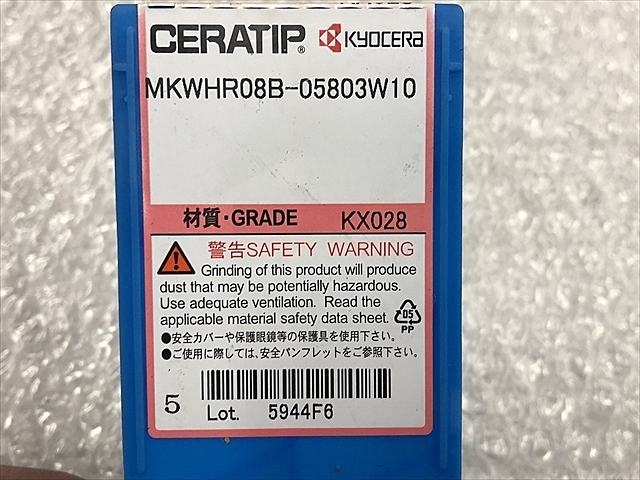 CERATIP® KYOCERA
MKWHR08B-05803W10
材質・GRADE KX028
警告SAFETY WARNING
Grinding of this product will produce
dust that may be potentially hazardous.
Use adequate ventilation. Read the
applicable material safety data sheet.
05
PP
●安全カバーや保護眼鏡等の保護具を使用下さい。
●ご使用に際しては、安全パンフレットをご参照下さい。
5
Lot. 5944F6